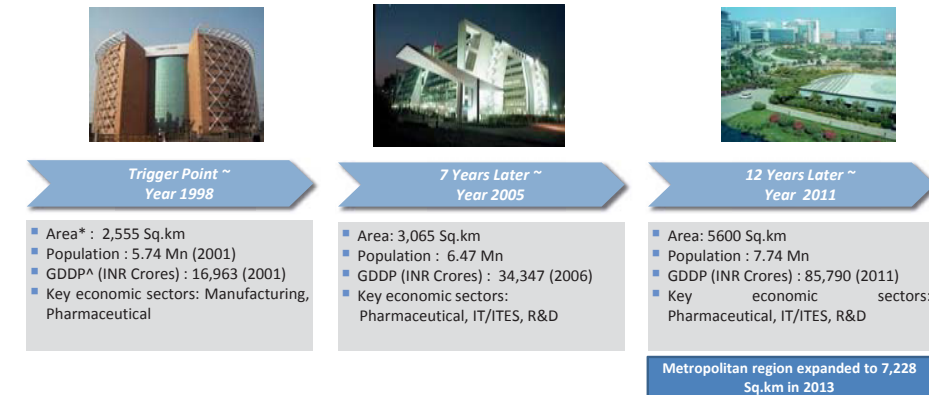 Trigger Point ~
Year 1998
Area* : 2,555 Sq.km
Population : 5.74 Mn (2001)
GDDP^ (INR Crores) : 16,963 (2001)
Key economic sectors: Manufacturing,
Pharmaceutical
7 Years Later ~
Year 2005
Area: 3,065 Sq.km
Population : 6.47 Mn
GDDP (INR Crores) : 34,347 (2006)
Key economic sectors:
Pharmaceutical, IT/ITES, R&D
12 Years Later ~
Year 2011
Area: 5600 Sq.km
Population : 7.74 Mn
GDDP (INR Crores) : 85,790 (2011)
Key economic sectors:
Pharmaceutical, IT/ITES, R&D
Metropolitan region expanded to 7,228
Sq.km in 2013